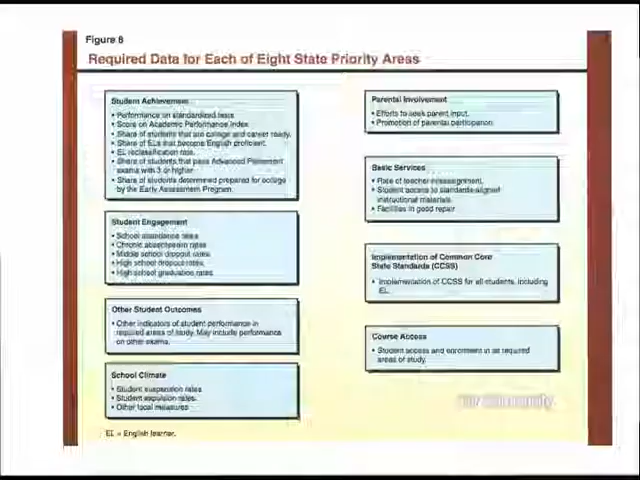 Figure 6
Required Data for Each of Eight State Priority Areas
Student Achievement
• Performance on standardized tests.
• Score on Academic Performance Index.
• Share of students that are college and career ready.
• Share of ELs that become English proficient.
• EL reclassification rate.
• Share of students that pass Advanced Placement
exams with 3 or higher.
• Share of students determined prepared for college
by the Early Assessment Program.
Student Engagement
• School attendance rates.
• Chronic absenteeism rates.
• Middle school dropout rates.
• High school dropout rates.
• High school graduation rates.
Other Student Outcomes
• Other indicators of student performance in
required areas of study. May include performance
on other exams.
School Climate
• Student suspension rates.
• Student expulsion rates.
• Other local measures.
EL = English learner.
Parental Involvement
• Efforts to seek parent input.
• Promotion of parental participation.
Basic Services
• Rate of teacher misassignment.
• Student access to standards-aligned
instructional materials.
• Facilities in good repair.
Implementation of Common Core
State Standards (CCSS)
• Implementation of CCSS for all students, including
EL.
Course Access
• Student access and enrollment in all required
areas of study.